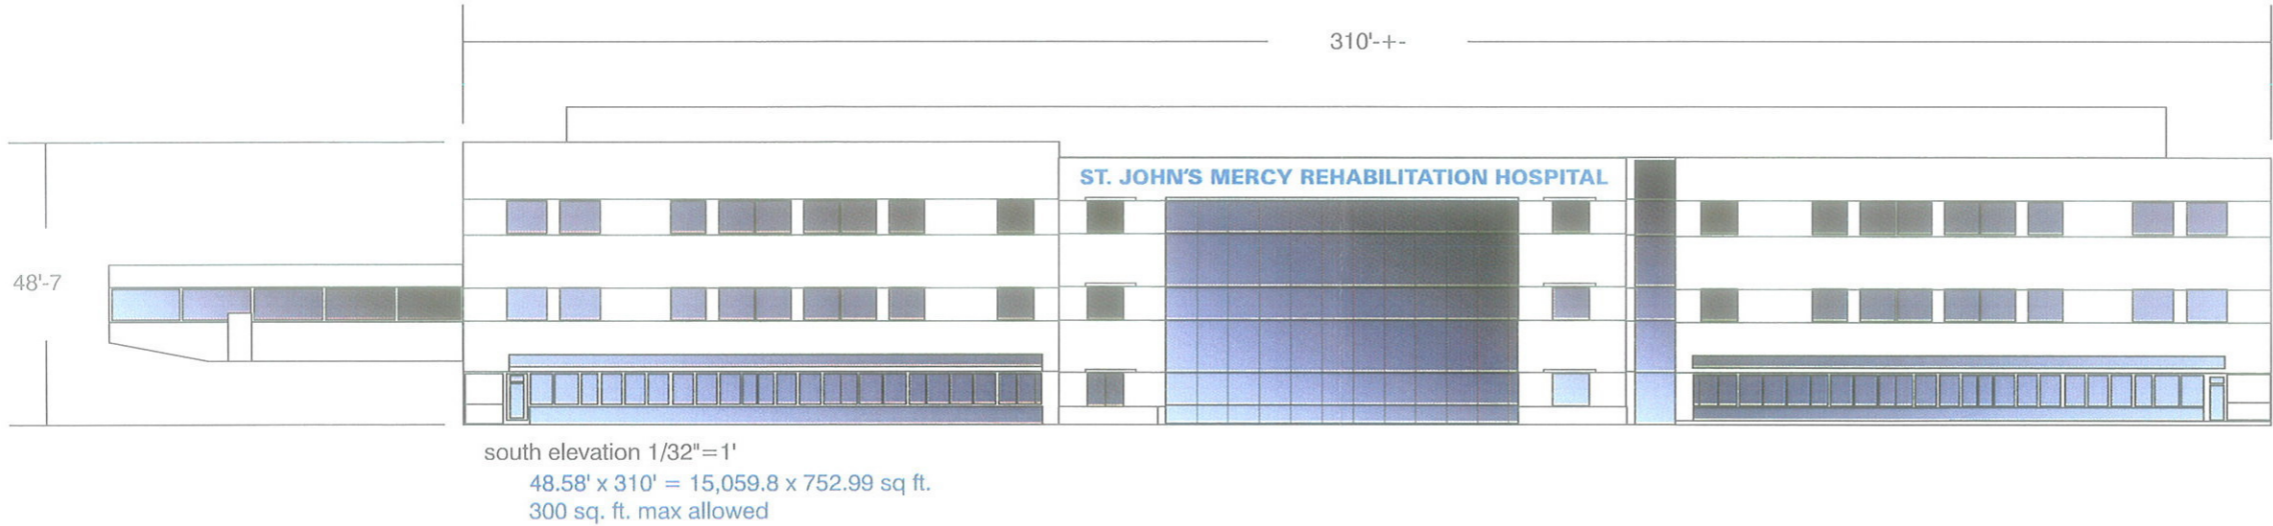 310'-+-
ST. JOHN'S MERCY REHABILITATION HOSPITAL
48'-7
south elevation 1/32"=1'
48.58' x 310' = 15,059.8 x 752.99 sq ft.
300 sq. ft. max allowed